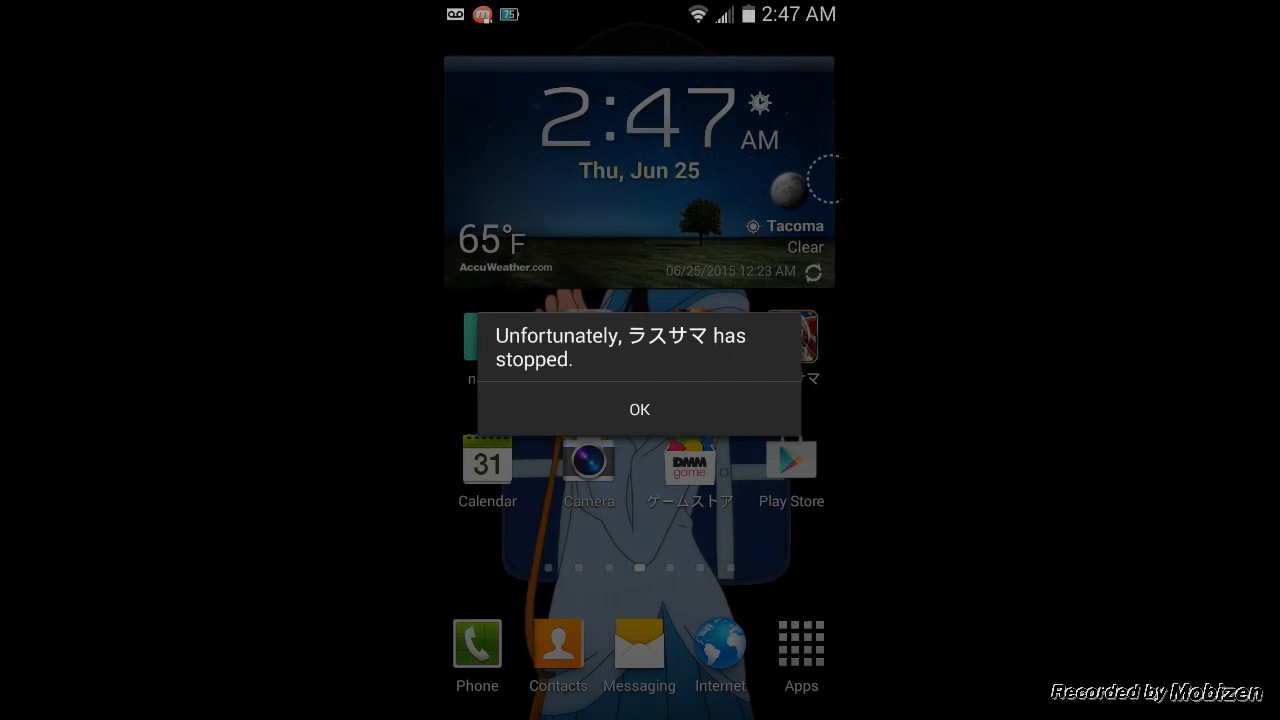 75
2:47 AM
2:47
AM
Thu, Jun 25
65°F
Tacoma
Clear
AccuWeather.com
06/25/2015 12:23 AM
Unfortunately, ラスサマ has
stopped.
n
マ
OK
31
DMM
game
Calendar
Camera
ゲームストア
Play Store
Phone
Contacts
Messaging
Internet
Apps
Recorded by Mobizen